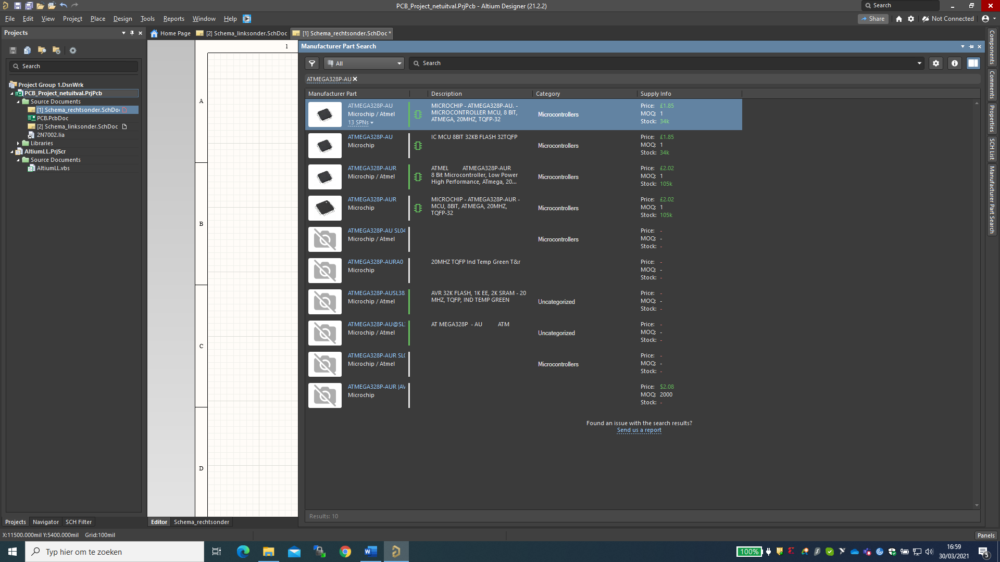 PCB_Project_netuitval.PrjPcb - Altium Designer (21.2.2)
Search
File Edit View Project Place Design Tools Reports Window Help
Share Not Connected
Projects
Home Page [2] Schema_linksonder.SchDoc [1] Schema_rechtsonder.SchDoc *
Search
Project Group 1.DsnWrk
PCB_Project_netuitval.PrjPcb
Source Documents
[1] Schema_rechtsonder.SchDo
PCB.PcbDoc
[2] Schema_linksonder.SchDoc
2N7002.lia
Libraries
AltiumLL.PrjScr
Source Documents
AltiumLL.vbs
Projects Navigator SCH Filter
1
A
B
C
D
Editor Schema_rechtsonder
Manufacturer Part Search
All Search
ATMEGA328P-AU
Manufacturer Part Description Category Supply Info
ATMEGA328P-AU
Microchip / Atmel
13 SPNs
MICROCHIP - ATMEGA328P-AU. -
MICROCONTROLLER MCU, 8 BIT,
ATMEGA, 20MHZ, TQFP-32
Microcontrollers
Price: £1.85
MOQ: 1
Stock: 34k
ATMEGA328P-AU
Microchip
IC MCU 8BIT 32KB FLASH 32TQFP
Microcontrollers
Price: £1.85
MOQ: 1
Stock: 34k
ATMEGA328P-AUR
Microchip / Atmel
ATMEL ATMEGA328P-AUR
8 Bit Microcontroller, Low Power
High Performance, ATmega, 20...
Microcontrollers
Price: £2.02
MOQ: 1
Stock: 105k
ATMEGA328P-AUR
Microchip
MICROCHIP - ATMEGA328P-AUR -
MCU, 8BIT, ATMEGA, 20MHZ,
TQFP-32
Microcontrollers
Price: £2.02
MOQ: 1
Stock: 105k
ATMEGA328P-AU SL04
Microchip / Atmel
Microcontrollers
Price: -
MOQ: -
Stock: -
ATMEGA328P-AURA0
Microchip
20MHZ TQFP Ind Temp Green T&r
Price: -
MOQ: -
Stock: -
ATMEGA328P-AUSL38
Microchip / Atmel
AVR 32K FLASH, 1K EE, 2K SRAM - 20
MHZ, TQFP, IND TEMP GREEN
Uncategorized
Price: -
MOQ: -
Stock: -
ATMEGA328P-AU@SL3
Microchip / Atmel
AT MEGA328P - AU ATM
Uncategorized
Price: -
MOQ: -
Stock: -
ATMEGA328P-AUR SL0
Microchip / Atmel
Microcontrollers
Price: -
MOQ: -
Stock: -
ATMEGA328P-AUR |AV
Microchip
Price: $2.08
MOQ: 2000
Stock: -
Found an issue with the search results?
Send us a report
Results: 10
Components
Comments
Properties
SCH List
Manufacturer Part Search
X:11500.000mil Y:5400.000mil Grid:100mil
Panels
Typ hier om te zoeken
100%
16:59
30/03/2021
5